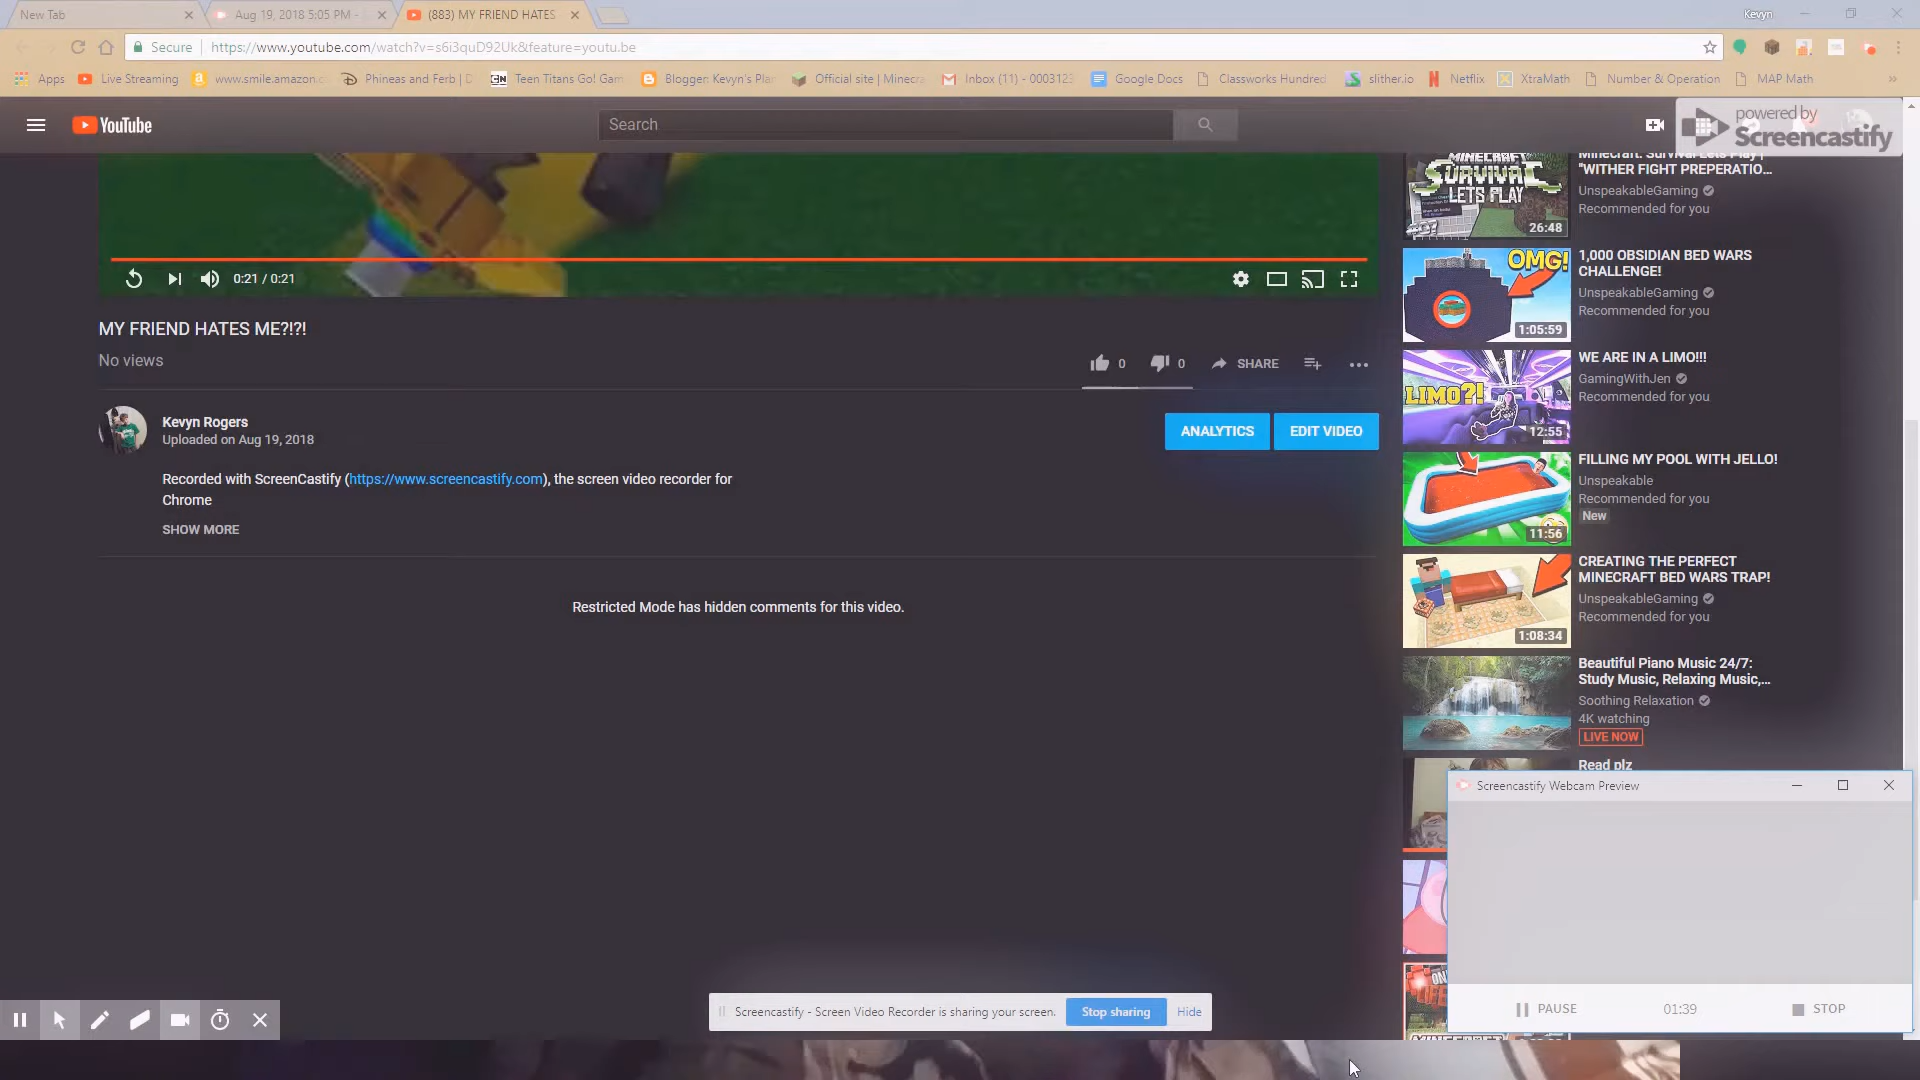 New Tab
Aug 19, 2018 5:05 PM -
(883) MY FRIEND HATES
Kevyn
Secure
https://www.youtube.com/watch?v=s6i3quD92Uk&feature=youtu.be
Apps
Live Streaming
www.smile.amazon.c
Phineas and Ferb | D
Teen Titans Go! Gam
Blogger: Kevyn's Plan
Official site | Minecra
Inbox (11) - 0003123
Google Docs
Classworks Hundred
slither.io
Netflix
XtraMath
Number & Operation
MAP Math
YouTube
Search
powered by
Screencastify
0:21 / 0:21
MY FRIEND HATES ME?!?!
No views
0
0
SHARE
Kevyn Rogers
Uploaded on Aug 19, 2018
ANALYTICS
EDIT VIDEO
Recorded with ScreenCastify (https://www.screencastify.com), the screen video recorder for
Chrome
SHOW MORE
Restricted Mode has hidden comments for this video.
MINECRAFT
SURVIVAL
LETS PLAY
26:48
Minecraft: Survival Lets Play |
"WITHER FIGHT PREPERATIO...
UnspeakableGaming
Recommended for you
OMG!
1:05:59
1,000 OBSIDIAN BED WARS
CHALLENGE!
UnspeakableGaming
Recommended for you
LIMO?!
12:55
WE ARE IN A LIMO!!!
GamingWithJen
Recommended for you
11:56
FILLING MY POOL WITH JELLO!
Unspeakable
Recommended for you
New
1:08:34
CREATING THE PERFECT
MINECRAFT BED WARS TRAP!
UnspeakableGaming
Recommended for you
Beautiful Piano Music 24/7:
Study Music, Relaxing Music,...
Soothing Relaxation
4K watching
LIVE NOW
Read plz
Screencastify Webcam Preview
PAUSE
01:39
STOP
Screencastify - Screen Video Recorder is sharing your screen.
Stop sharing
Hide